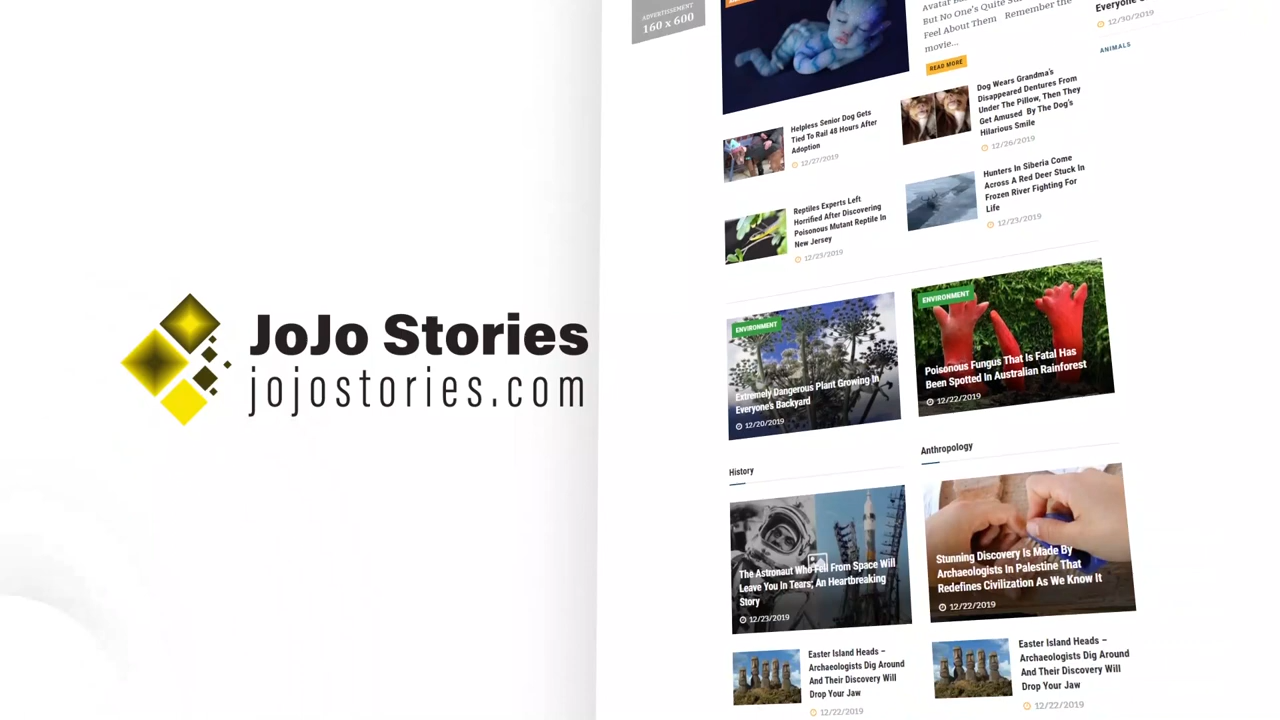 JoJo Stories
jojostories.com
ADVERTISEMENT
160 x 600
But No One's Quite
Feel About Them Remember the
movie...
READ MORE
12/30/2019
ANIMALS
Helpless Senior Dog Gets
Tied To Rail 48 Hours After
Adoption
12/27/2019
Dog Wears Grandma's
Disappeared Dentures From
Under The Pillow, Then They
Get Amused By The Dog's
Hilarious Smile
12/26/2019
Reptiles Experts Left
Horrified After Discovering
Poisonous Mutant Reptile In
New Jersey
12/23/2019
Hunters In Siberia Come
Across A Red Deer Stuck In
Frozen River Fighting For
Life
12/23/2019
ENVIRONMENT
Extremely Dangerous Plant Growing In
Everyone's Backyard
12/20/2019
ENVIRONMENT
Poisonous Fungus That Is Fatal Has
Been Spotted In Australian Rainforest
12/22/2019
History
The Astronaut Who Fell From Space Will
Leave You In Tears; An Heartbreaking
Story
12/23/2019
Anthropology
Stunning Discovery Is Made By
Archaeologists In Palestine That
Redefines Civilization As We Know It
12/22/2019
Easter Island Heads –
Archaeologists Dig Around
And Their Discovery Will
Drop Your Jaw
12/22/2019
Easter Island Heads –
Archaeologists Dig Around
And Their Discovery Will
Drop Your Jaw
12/22/2019